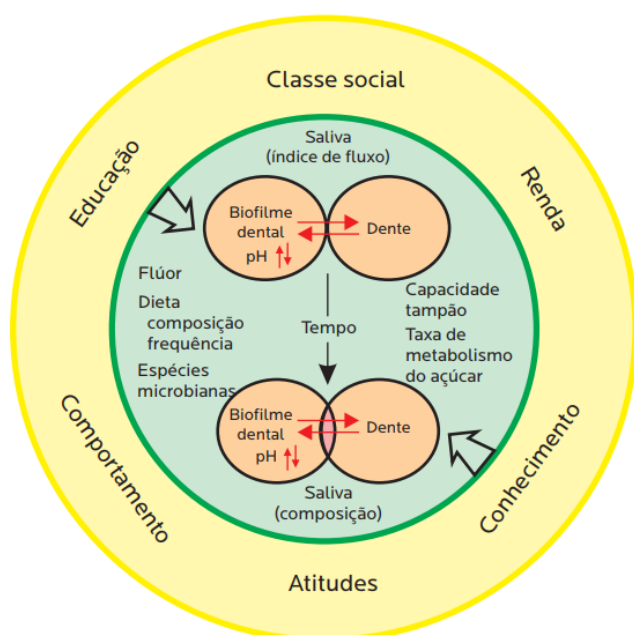 Classe social
Educação
Renda
Saliva
(índice de fluxo)
Biofilme
dental
pH
Dente
Flúor
Dieta
composição
frequência
Espécies
microbianas
Tempo
Capacidade
tampão
Taxa de
metabolismo
do açúcar
Biofilme
dental
pH
Dente
Saliva
(composição)
Comportamento
Conhecimento
Atitudes